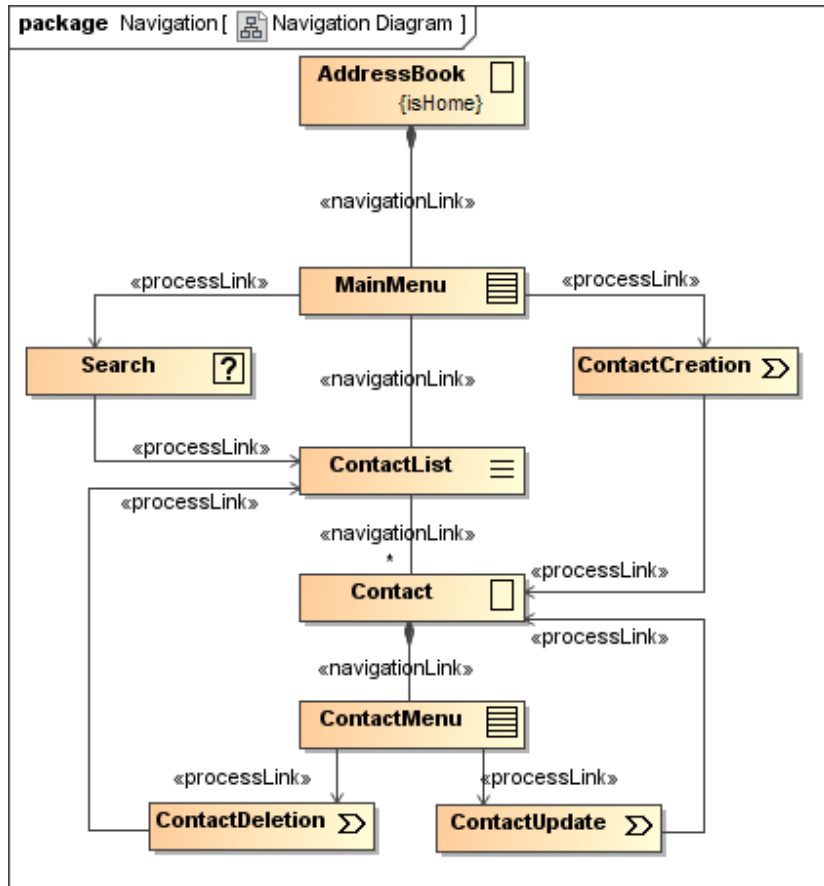 package Navigation [ Navigation Diagram ]
AddressBook
{isHome}
«navigationLink»
«processLink»
MainMenu
«processLink»
Search ?
«navigationLink»
ContactCreation
«processLink»
ContactList
«processLink»
«navigationLink»
*
«processLink»
Contact
«processLink»
«navigationLink»
ContactMenu
«processLink»
«processLink»
ContactDeletion
ContactUpdate